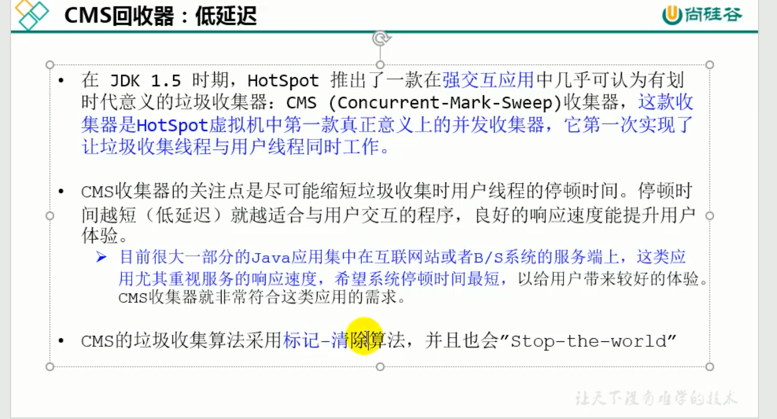 CMS回收器：低延迟
尚硅谷
• 在 JDK 1.5 时期，HotSpot 推出了一款在强交互应用中几乎可认为有划
时代意义的垃圾收集器：CMS (Concurrent-Mark-Sweep)收集器，这款收
集器是HotSpot虚拟机中第一款真正意义上的并发收集器，它第一次实现了
让垃圾收集线程与用户线程同时工作。
• CMS收集器的关注点是尽可能缩短垃圾收集时用户线程的停顿时间。停顿时
间越短（低延迟）就越适合与用户交互的程序，良好的响应速度能提升用户
体验。
➢ 目前很大一部分的Java应用集中在互联网站或者B/S系统的服务端上，这类应
用尤其重视服务的响应速度，希望系统停顿时间最短，以给用户带来较好的体验。
CMS收集器就非常符合这类应用的需求。
• CMS的垃圾收集算法采用标记-清除算法，并且也会”Stop-the-world”
让天下没有难学的技术